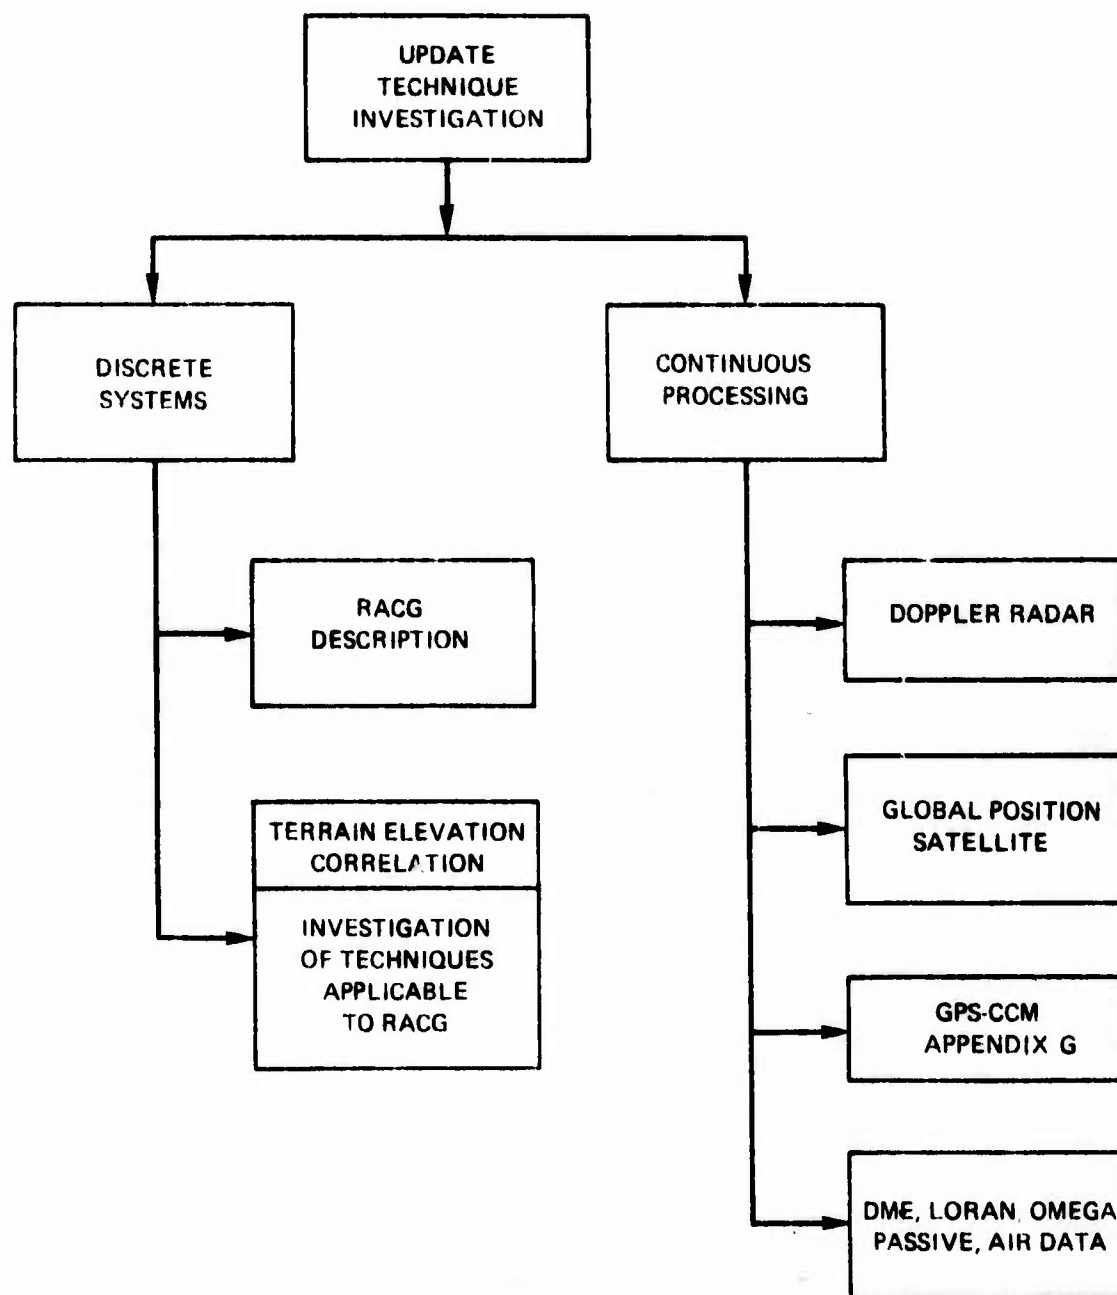 UPDATE
TECHNIQUE
INVESTIGATION
DISCRETE
SYSTEMS
CONTINUOUS
PROCESSING
RACG
DESCRIPTION
DOPPLER RADAR
TERRAIN ELEVATION
CORRELATION
INVESTIGATION
OF TECHNIQUES
APPLICABLE
TO RACG
GLOBAL POSITION
SATELLITE
GPS-CCM
APPENDIX G
DME, LORAN, OMEGA
PASSIVE, AIR DATA